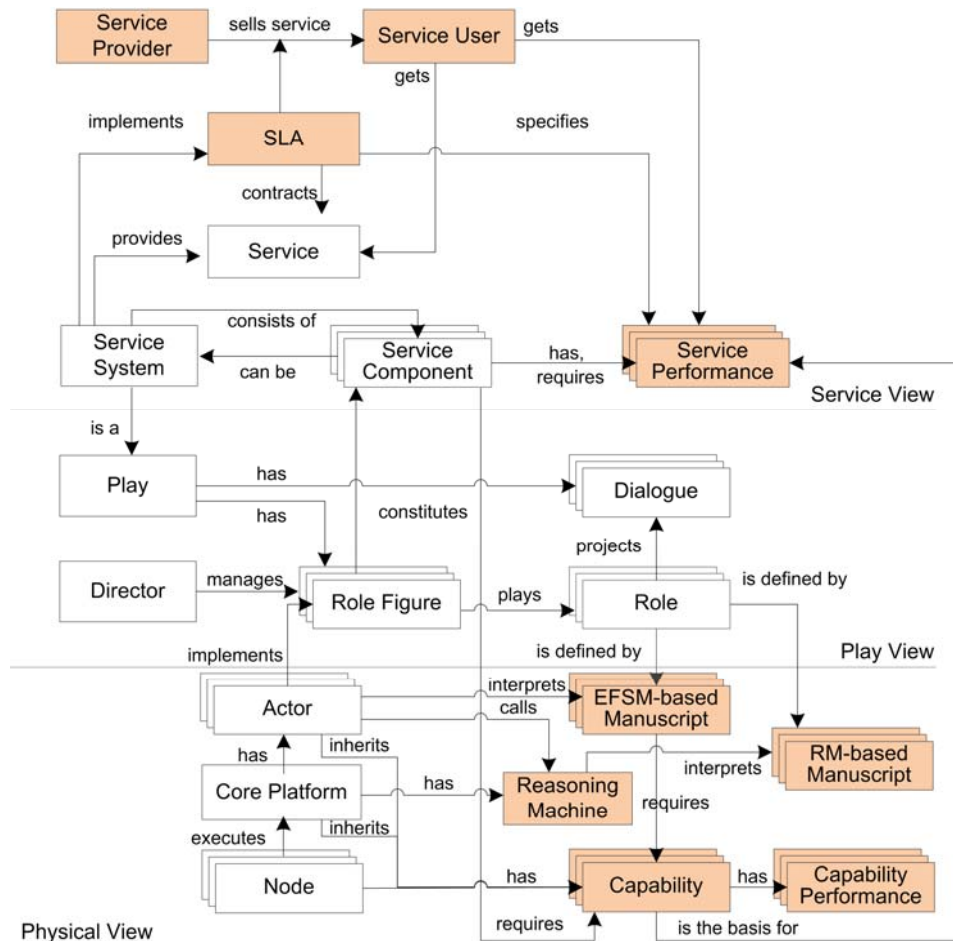 Service
Provider
sells service
Service User
gets
gets
implements
SLA
specifies
contracts
provides
Service
consists of
Service
System
can be
Service
Component
has,
requires
Service
Performance
Service View
is a
Play
has
has
constitutes
Dialogue
projects
Director
manages
Role Figure
plays
Role
is defined by
implements
is defined by
Play View
Actor
interprets
calls
EFSM-based
Manuscript
has
inherits
RM-based
Manuscript
Core Platform
has
Reasoning
Machine
interprets
requires
executes
inherits
Node
has
Capability
has
Capability
Performance
requires
is the basis for
Physical View